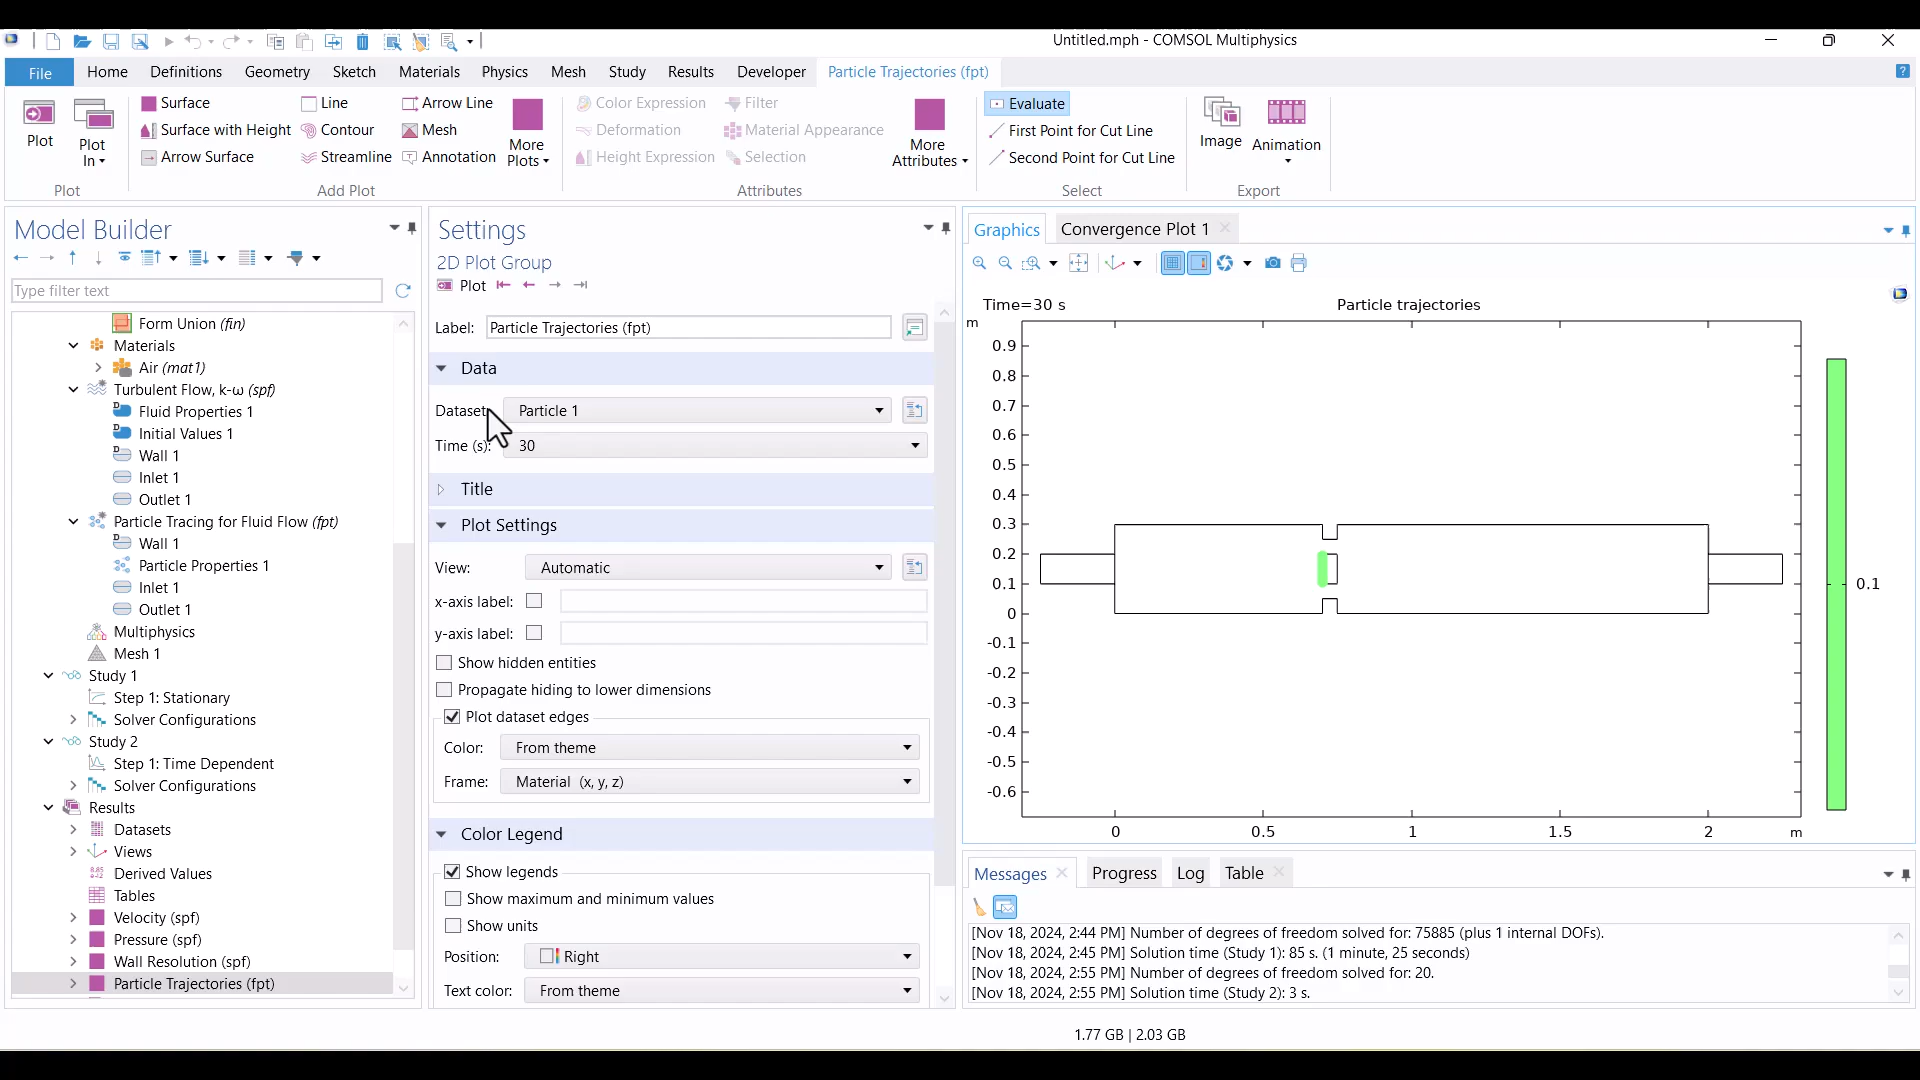 Untitled.mph - COMSOL Multiphysics
File
Home
Definitions
Geometry
Sketch
Materials
Physics
Mesh
Study
Results
Developer
Particle Trajectories (fpt)
?
Plot
Plot In
Plot
Surface
Surface with Height
Arrow Surface
Line
Contour
Streamline
Arrow Line
Mesh
Annotation
More Plots
Add Plot
Color Expression
Deformation
Height Expression
Filter
Material Appearance
Selection
More Attributes
Attributes
Evaluate
First Point for Cut Line
Second Point for Cut Line
Select
Image
Animation
Export
Model Builder
Type filter text
Form Union (fin)
Materials
Air (mat1)
Turbulent Flow, k-ω (spf)
Fluid Properties 1
Initial Values 1
Wall 1
Inlet 1
Outlet 1
Particle Tracing for Fluid Flow (fpt)
Wall 1
Particle Properties 1
Inlet 1
Outlet 1
Multiphysics
Mesh 1
Study 1
Step 1: Stationary
Solver Configurations
Study 2
Step 1: Time Dependent
Solver Configurations
Results
Datasets
Views
Derived Values
Tables
Velocity (spf)
Pressure (spf)
Wall Resolution (spf)
Particle Trajectories (fpt)
Settings
2D Plot Group
Plot
Label: Particle Trajectories (fpt)
Data
Dataset: Particle 1
Time (s): 30
Title
Plot Settings
View: Automatic
x-axis label:
y-axis label:
Show hidden entities
Propagate hiding to lower dimensions
Plot dataset edges
Color: From theme
Frame: Material (x, y, z)
Color Legend
Show legends
Show maximum and minimum values
Show units
Position: Right
Text color: From theme
Graphics
Convergence Plot 1
Time=30 s
Particle trajectories
m
0.9
0.8
0.7
0.6
0.5
0.4
0.3
0.2
0.1
0
-0.1
-0.2
-0.3
-0.4
-0.5
-0.6
0
0.5
1
1.5
2
m
0.1
Messages
Progress
Log
Table
[Nov 18, 2024, 2:44 PM] Number of degrees of freedom solved for: 75885 (plus 1 internal DOFs).
[Nov 18, 2024, 2:45 PM] Solution time (Study 1): 85 s. (1 minute, 25 seconds)
[Nov 18, 2024, 2:55 PM] Number of degrees of freedom solved for: 20.
[Nov 18, 2024, 2:55 PM] Solution time (Study 2): 3 s.
1.77 GB | 2.03 GB